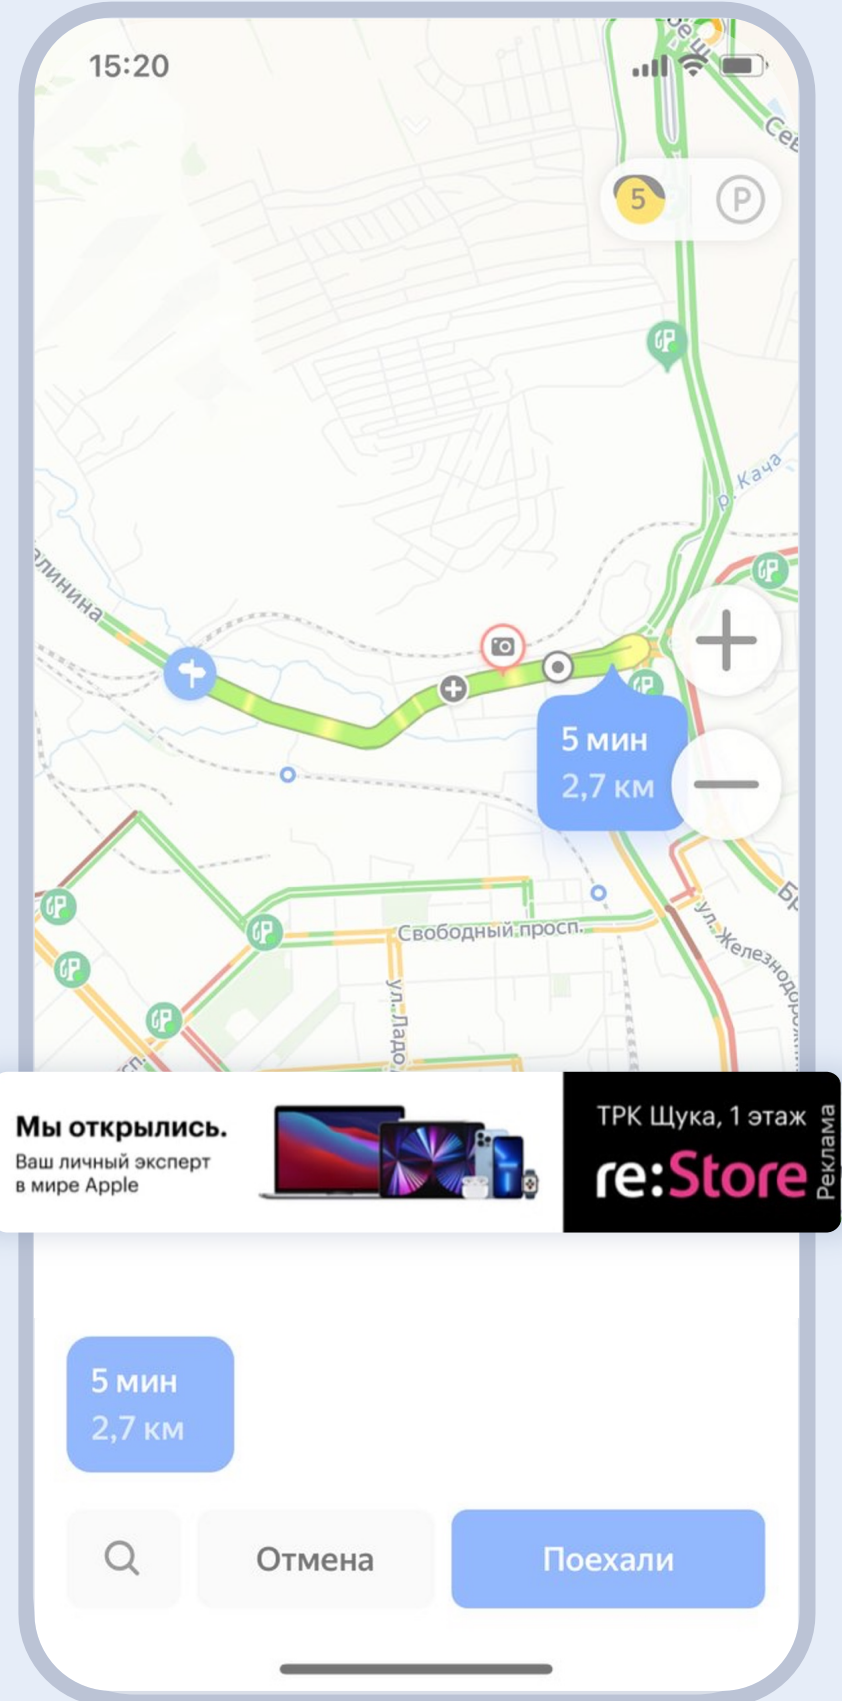 15:20
5
P
р. Кача
5 мин
2,7 км
Свободный просп.
ул. Ладо
Мы открылись.
Ваш личный эксперт
в мире Apple
ТРК Щука, 1 этаж
re:Store
Реклама
5 мин
2,7 км
Отмена
Поехали